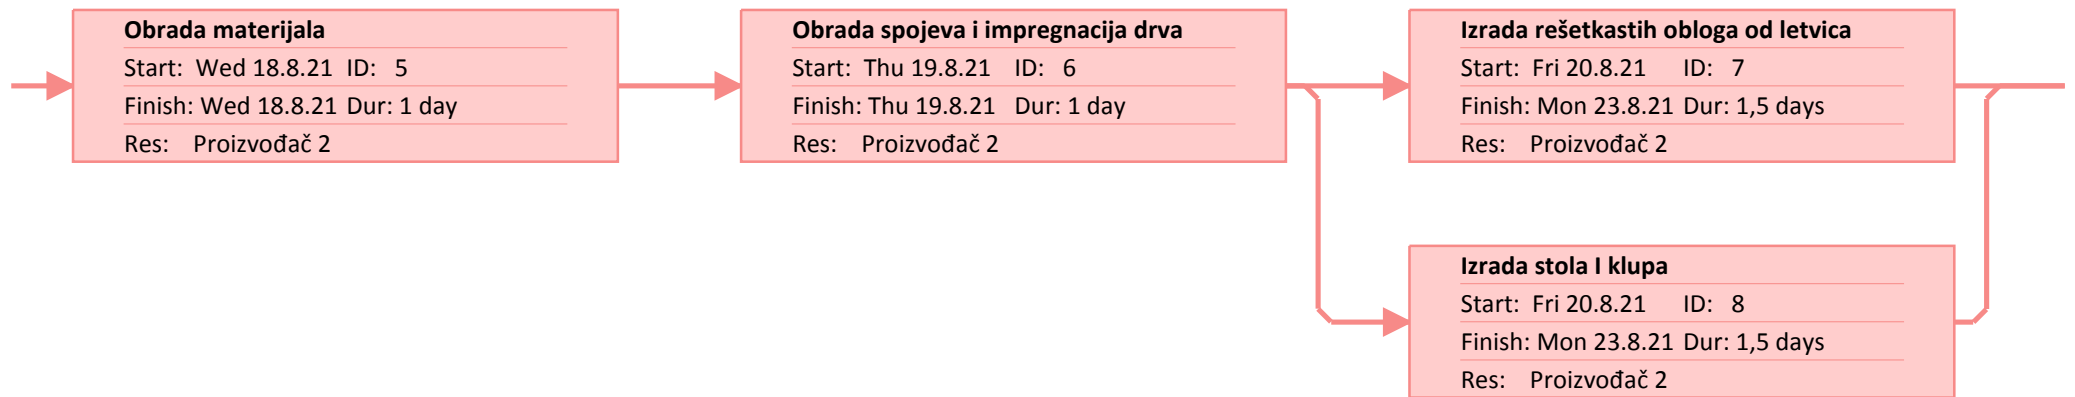 Obrada materijala
Start: Wed 18.8.21 ID: 5
Finish: Wed 18.8.21 Dur: 1 day
Res: Proizvođač 2
Obrada spojeva i impregnacija drva
Start: Thu 19.8.21 ID: 6
Finish: Thu 19.8.21 Dur: 1 day
Res: Proizvođač 2
Izrada rešetkastih obloga od letvica
Start: Fri 20.8.21 ID: 7
Finish: Mon 23.8.21 Dur: 1,5 days
Res: Proizvođač 2
Izrada stola I klupa
Start: Fri 20.8.21 ID: 8
Finish: Mon 23.8.21 Dur: 1,5 days
Res: Proizvođač 2